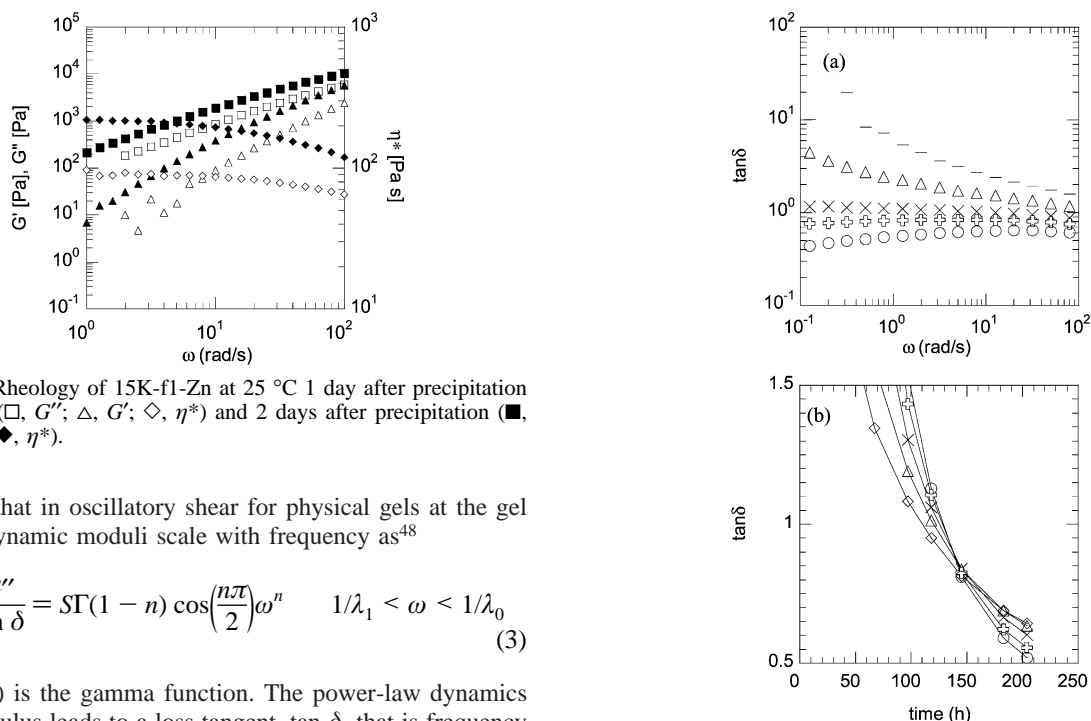 10^5
10^4
10^3
10^2
10^1
10^0
10^-1
G' [Pa], G" [Pa]
10^3
10^2
10^1
η* [Pa s]
10^0
10^1
10^2
ω (rad/s)
Rheology of 15K-f1-Zn at 25 °C 1 day after precipitation
(□, G″; △, G′; ◇, η*) and 2 days after precipitation (■,
◆, η*).
that in oscillatory shear for physical gels at the gel
ynamic moduli scale with frequency as^48
″/ δ = SΓ(1 − n) cos(nπ/2)ω^n 1/λ_1 < ω < 1/λ_0
(3)
) is the gamma function. The power-law dynamics
leads to a loss tangent, tan δ, that is frequency
(a)
10^2
10^1
10^0
10^-1
tanδ
10^-1
10^0
10^1
10^2
ω (rad/s)
(b)
1.5
1
0.5
tanδ
0
50
100
150
200
250
time (h)